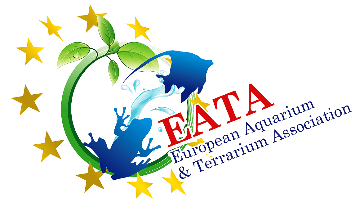 EATA
European Aquarium
& Terrarium Association